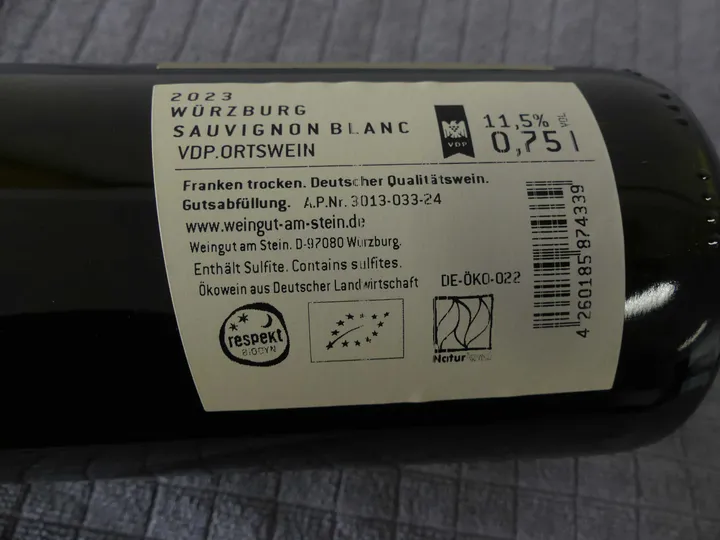 2023
WÜRZBURG
SAUVIGNON BLANC
VDP.ORTSWEIN
VDP
11,5% VOL
0,75 l
Franken trocken. Deutscher Qualitätswein.
Gutsabfüllung. A.P.Nr. 3013-033-24
www.weingut-am-stein.de
Weingut am Stein. D-97080 Würzburg.
Enthält Sulfite. Contains sulfites.
Ökowein aus Deutscher Landwirtschaft
DE-ÖKO-022
respekt
BIODYN
Naturland
4 260185 874339